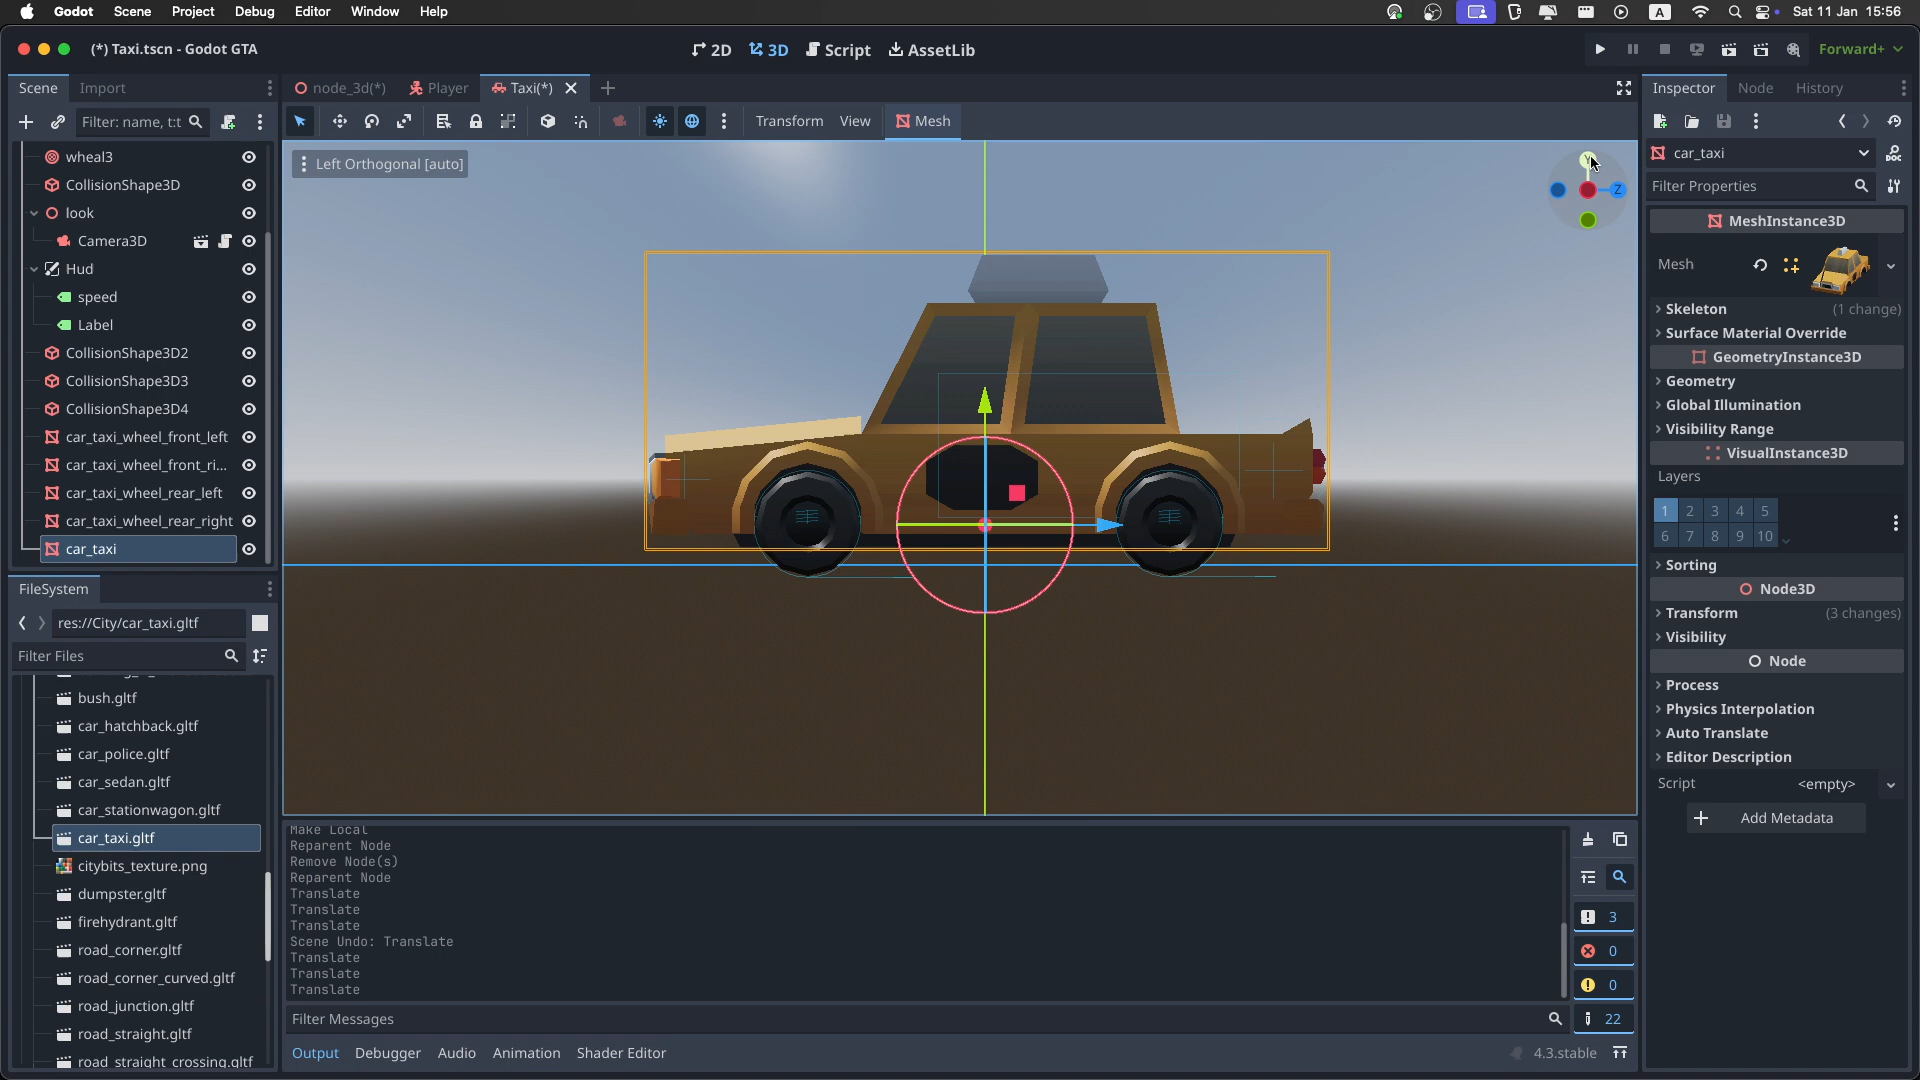 Godot Scene Project Debug Editor Window Help
A Sat 11 Jan 15:56
(*) Taxi.tscn - Godot GTA
2D 3D Script AssetLib
Forward+
Scene Import
node_3d(*) Player Taxi(*)
Inspector Node History
Filter: name, t:t
Transform View Mesh
wheal3
CollisionShape3D
look
Camera3D
Hud
speed
Label
CollisionShape3D2
CollisionShape3D3
CollisionShape3D4
car_taxi_wheel_front_left
car_taxi_wheel_front_ri...
car_taxi_wheel_rear_left
car_taxi_wheel_rear_right
car_taxi
FileSystem
res://City/car_taxi.gltf
Filter Files
bush.gltf
car_hatchback.gltf
car_police.gltf
car_sedan.gltf
car_stationwagon.gltf
car_taxi.gltf
citybits_texture.png
dumpster.gltf
firehydrant.gltf
road_corner.gltf
road_corner_curved.gltf
road_junction.gltf
road_straight.gltf
road_straight_crossing.gltf
Left Orthogonal [auto]
Y
Z
Make Local
Reparent Node
Remove Node(s)
Reparent Node
Translate
Translate
Translate
Scene Undo: Translate
Translate
Translate
Translate
3
0
0
22
Filter Messages
Output Debugger Audio Animation Shader Editor
4.3.stable
car_taxi
Filter Properties
MeshInstance3D
Mesh
Skeleton (1 change)
Surface Material Override
GeometryInstance3D
Geometry
Global Illumination
Visibility Range
VisualInstance3D
Layers
1 2 3 4 5
6 7 8 9 10
Sorting
Node3D
Transform (3 changes)
Visibility
Node
Process
Physics Interpolation
Auto Translate
Editor Description
Script <empty>
Add Metadata